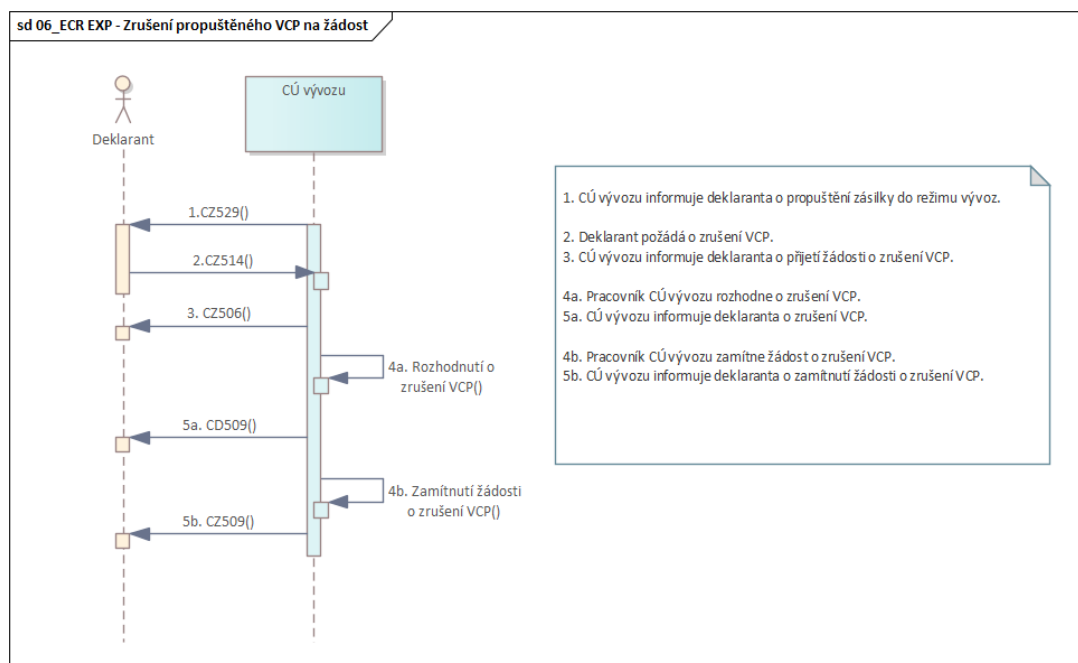 sd 06_ECR EXP - Zrušení propuštěného VCP na žádost
CÚ vývozu
Deklarant
1. CÚ vývozu informuje deklaranta o propuštění zásilky do režimu vývoz.
1.CZ529()
2. Deklarant požádá o zrušení VCP.
3. CÚ vývozu informuje deklaranta o přijetí žádosti o zrušení VCP.
2.CZ514()
4a. Pracovník CÚ vývozu rozhodne o zrušení VCP.
5a. CÚ vývozu informuje deklaranta o zrušení VCP.
3. CZ506()
4b. Pracovník CÚ vývozu zamítne žádost o zrušení VCP.
5b. CÚ vývozu informuje deklaranta o zamítnutí žádosti o zrušení VCP.
4a. Rozhodnutí o
zrušení VCP()
5a. CD509()
4b. Zamítnutí žádosti
o zrušení VCP()
5b. CZ509()